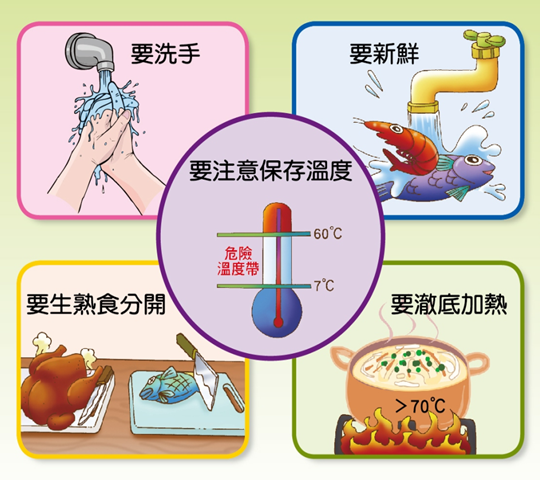 要洗手
要新鮮
要注意保存溫度
60℃
危險
溫度帶
7℃
要生熟食分開
要澈底加熱
＞70℃